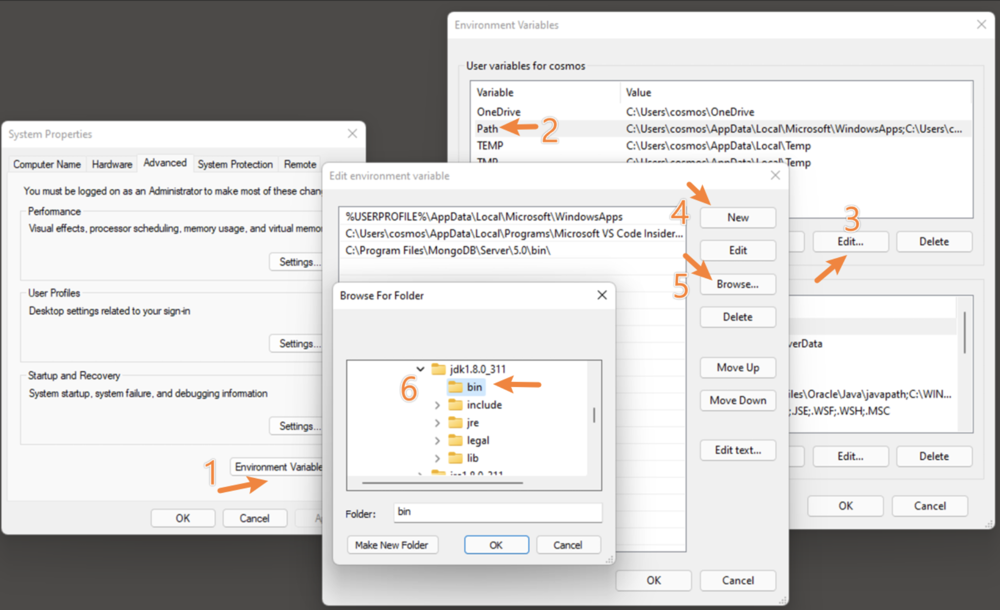 System Properties
Computer Name
Hardware
Advanced
System Protection
Remote
You must be logged on as an Administrator to make most of these
Performance
Visual effects, processor scheduling, memory usage, and virtual
Settings...
User Profiles
Desktop settings related to your sign-in
Settings...
Startup and Recovery
System startup, system failure, and debugging information
Settings...
1
Environment
OK
Cancel
Environment Variables
User variables for cosmos
Variable
Value
OneDrive
C:\Users\cosmos\OneDrive
Path
2
C:\Users\cosmos\AppData\Local\Microsoft\WindowsApps;C:\Users\c...
TEMP
C:\Users\cosmos\AppData\Local\Temp
TMP
C:\Users\cosmos\AppData\Local\Temp
3
Edit...
Delete
verData
iles\Oracle\Java\javapath;C:\WIN...
;.JSE;.WSF;.WSH;.MSC
Edit...
Delete
OK
Cancel
Edit environment variable
%USERPROFILE%\AppData\Local\Microsoft\WindowsApps
C:\Users\cosmos\AppData\Local\Programs\Microsoft VS Code Insider...
C:\Program Files\MongoDB\Server\5.0\bin\
4
New
Edit
5
Browse...
Delete
Move Up
Move Down
Edit text...
OK
Cancel
Browse For Folder
jdk1.8.0_311
6
bin
include
jre
legal
lib
jre1.8.0_311
Folder:
bin
Make New Folder
OK
Cancel